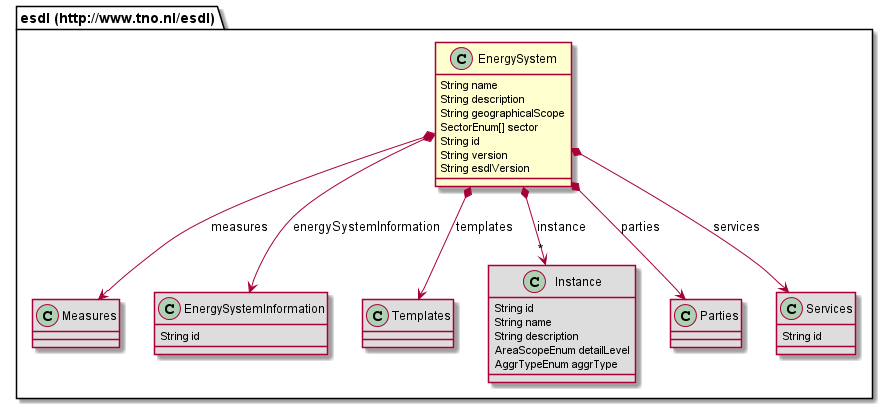 esdl (http://www.tno.nl/esdl)
C EnergySystem
String name
String description
String geographicalScope
SectorEnum[] sector
String id
String version
String esdlVersion
measures
energySystemInformation
templates
instance
parties
services
*
C Measures
C EnergySystemInformation
String id
C Templates
C Instance
String id
String name
String description
AreaScopeEnum detailLevel
AggrTypeEnum aggrType
C Parties
C Services
String id